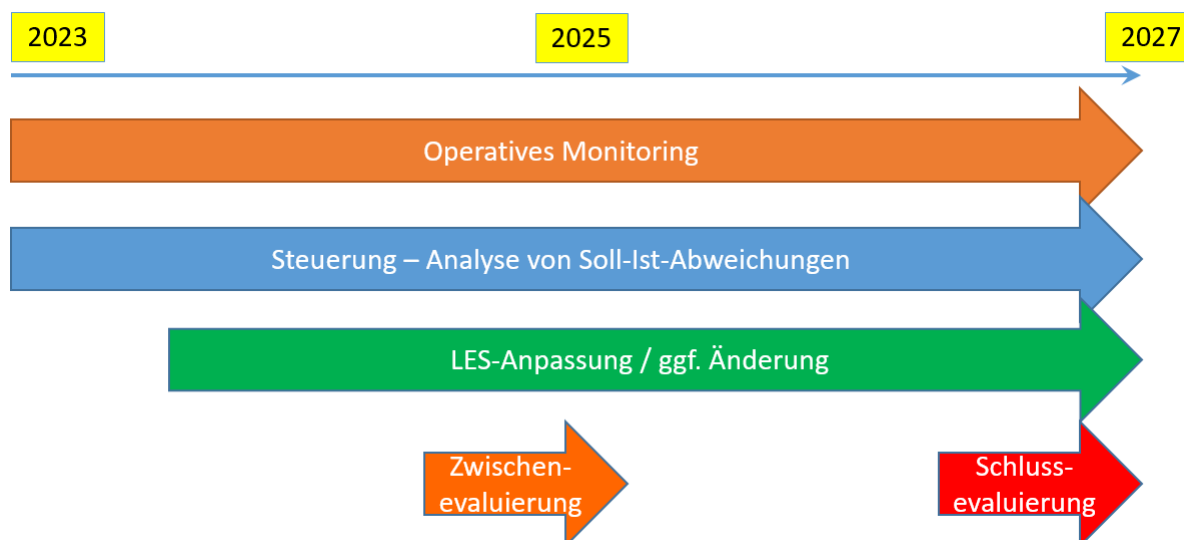 2023
2025
2027
Operatives Monitoring
Steuerung – Analyse von Soll-Ist-Abweichungen
LES-Anpassung / ggf. Änderung
Zwischen-
evaluierung
Schluss-
evaluierung